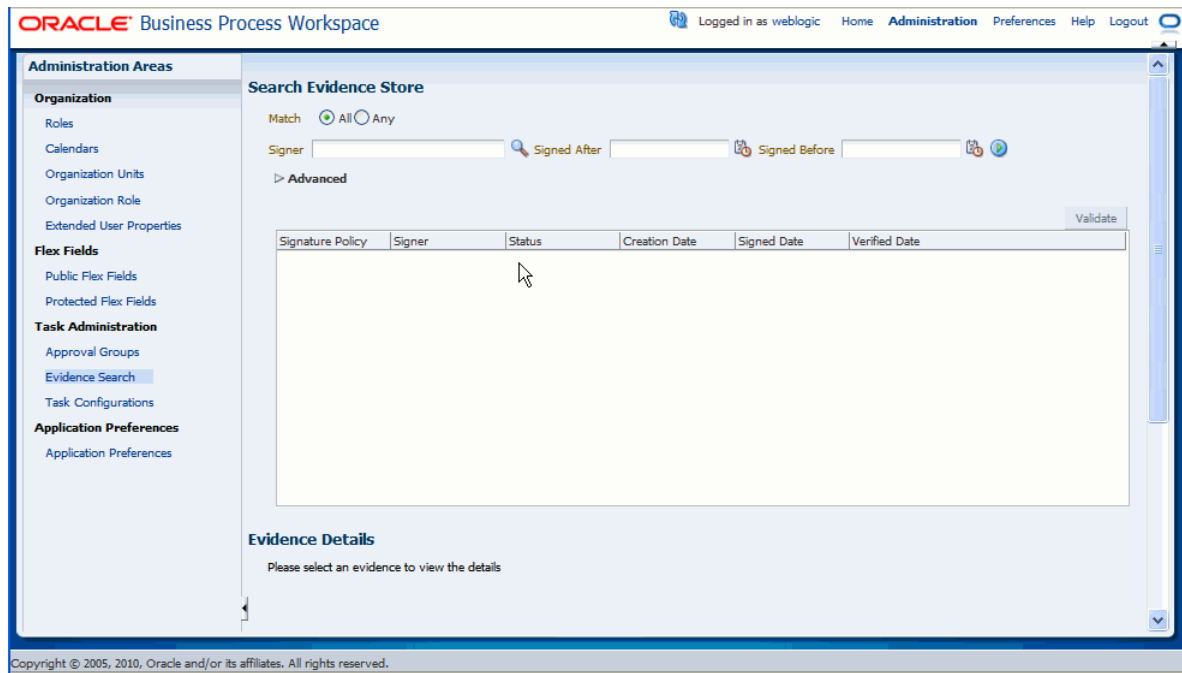 ORACLE Business Process Workspace
Logged in as weblogic Home Administration Preferences Help Logout
Administration Areas
Organization
Roles
Calendars
Organization Units
Organization Role
Extended User Properties
Flex Fields
Public Flex Fields
Protected Flex Fields
Task Administration
Approval Groups
Evidence Search
Task Configurations
Application Preferences
Application Preferences
Search Evidence Store
Match All Any
Signer Signed After Signed Before
Advanced
Validate
Signature Policy Signer Status Creation Date Signed Date Verified Date
Evidence Details
Please select an evidence to view the details
Copyright © 2005, 2010, Oracle and/or its affiliates. All rights reserved.